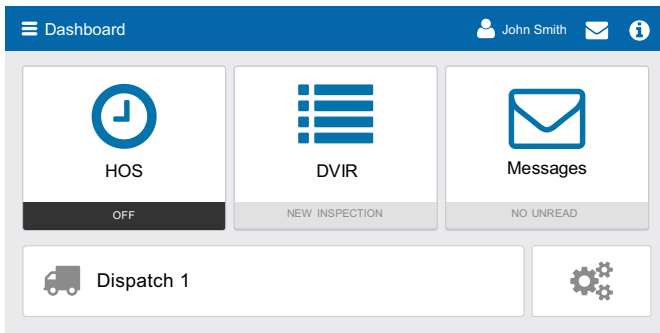 Dashboard
John Smith
HOS
DVIR
Messages
OFF
NEW INSPECTION
NO UNREAD
Dispatch 1